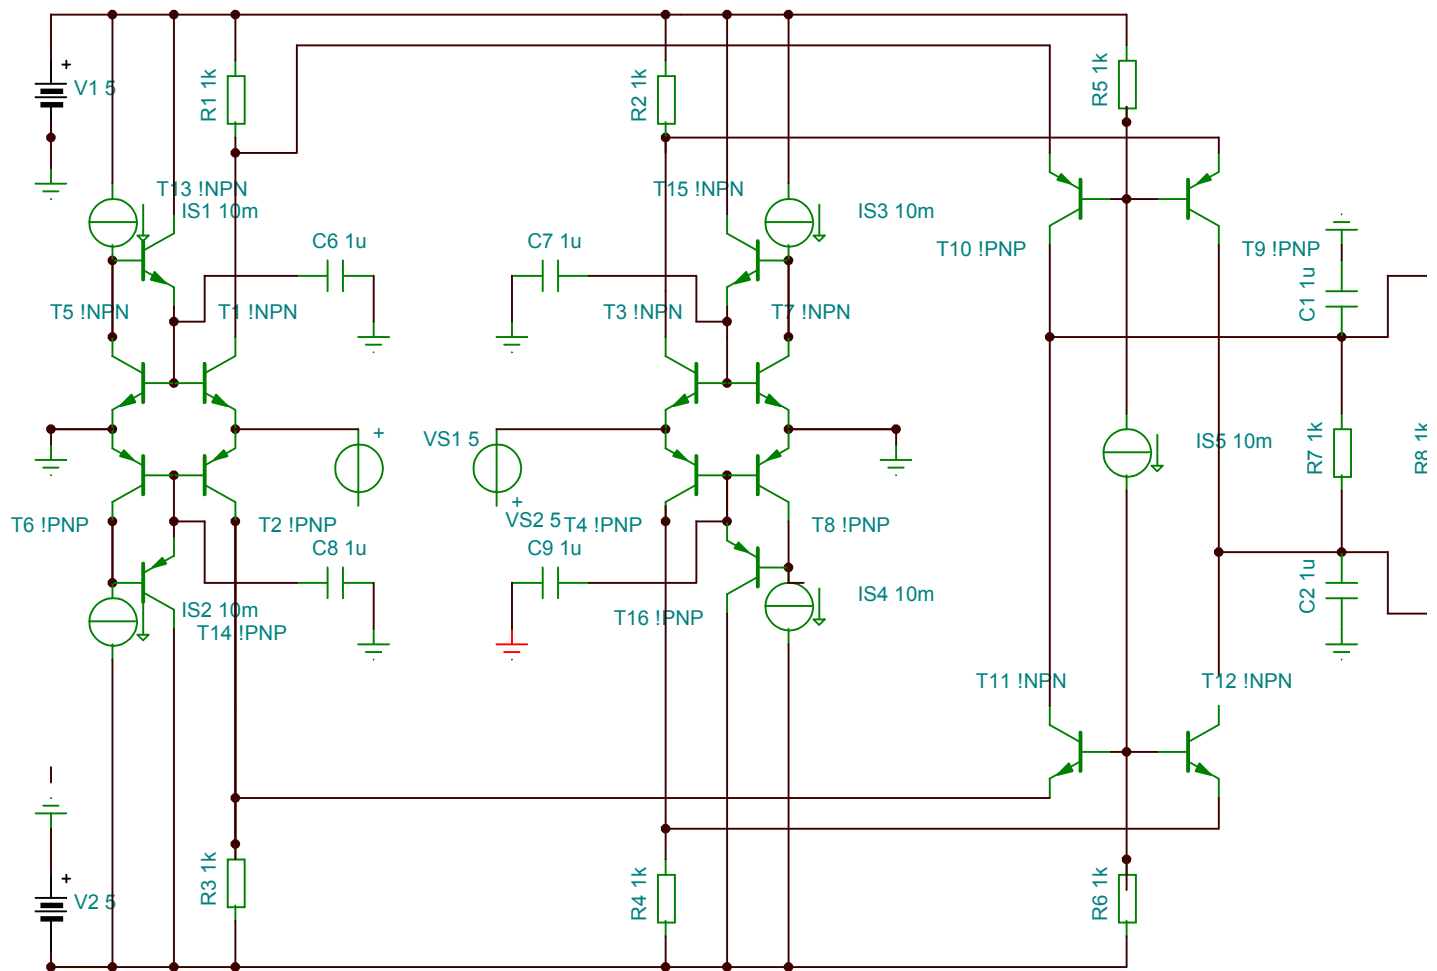 +
V1 5
R1 1k
R2 1k
R5 1k
T13 !NPN
IS1 10m
T15 !NPN
IS3 10m
C6 1u
C7 1u
T10 !PNP
T9 !PNP
C1 1u
T5 !NPN
T1 !NPN
T3 !NPN
T7 !NPN
+
VS1 5
IS5 10m
R7 1k
R8 1k
+
VS2 5
T6 !PNP
T2 !PNP
T4 !PNP
T8 !PNP
C8 1u
C9 1u
IS2 10m
T14 !PNP
T16 !PNP
IS4 10m
C2 1u
T11 !NPN
T12 !NPN
+
V2 5
R3 1k
R4 1k
R6 1k